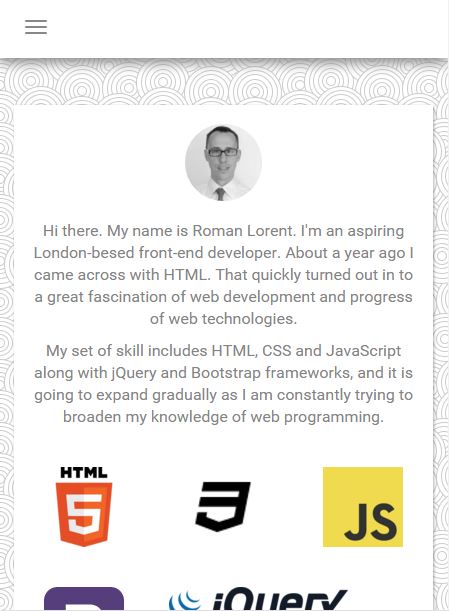 Hi there. My name is Roman Lorent. I'm an aspiring
London-besed front-end developer. About a year ago I
came across with HTML. That quickly turned out in to
a great fascination of web development and progress
of web technologies.
My set of skill includes HTML, CSS and JavaScript
along with jQuery and Bootstrap frameworks, and it is
going to expand gradually as I am constantly trying to
broaden my knowledge of web programming.
HTML
5
3
JS
B
jQuery